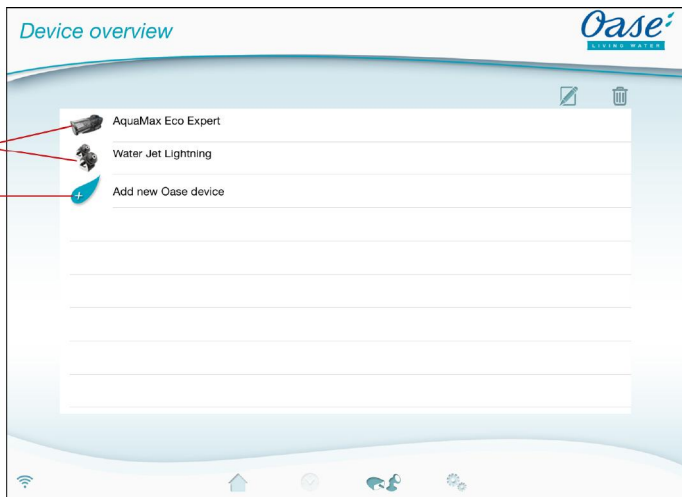 Device overview
Oase
LIVING WATER
AquaMax Eco Expert
Water Jet Lightning
Add new Oase device